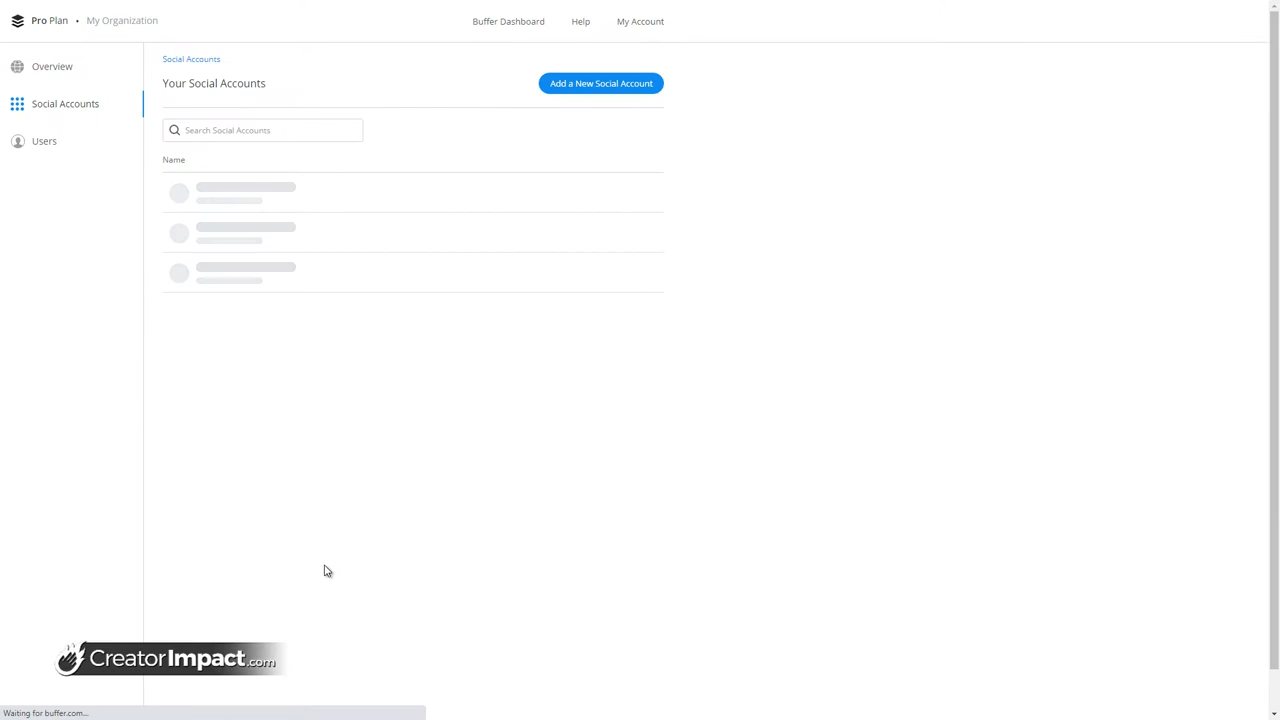 Pro Plan • My Organization
Buffer Dashboard Help My Account
Overview
Social Accounts
Users
Social Accounts
Your Social Accounts
Add a New Social Account
Search Social Accounts
Name
CreatorImpact.com
Waiting for buffer.com...